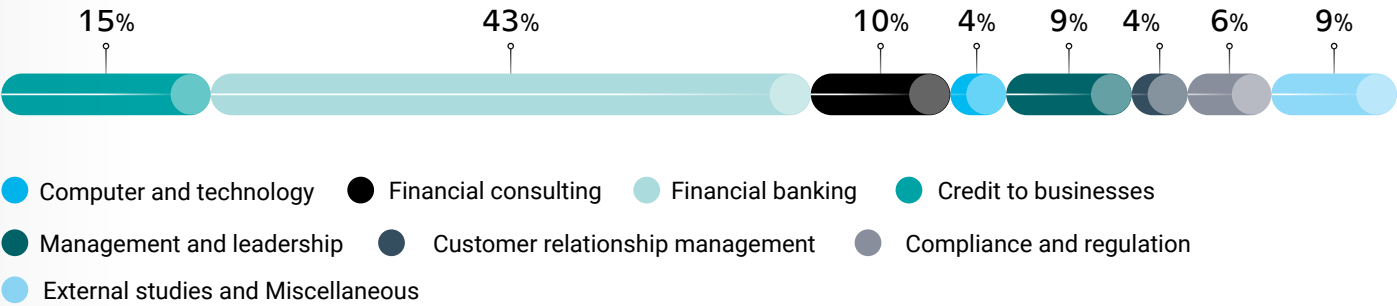 15% 43% 10% 4% 9% 4% 6% 9%
Computer and technology Financial consulting Financial banking Credit to businesses
Management and leadership Customer relationship management Compliance and regulation
External studies and Miscellaneous